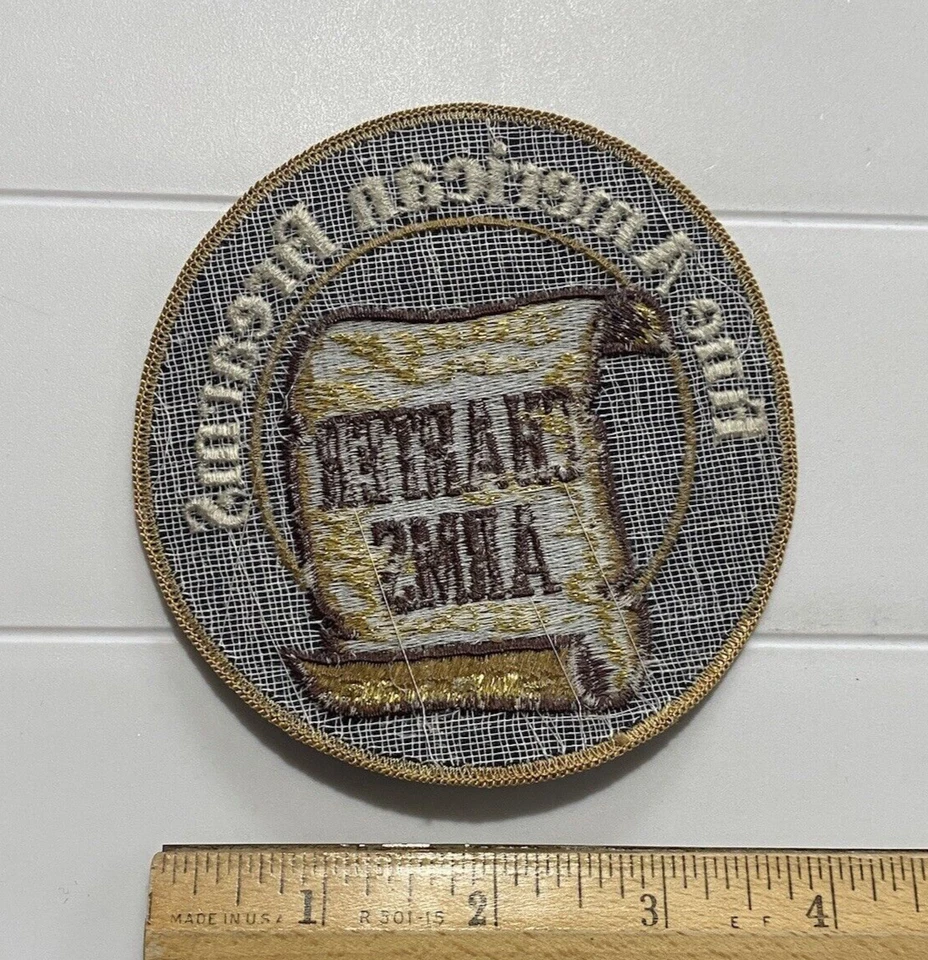 Fine American Firearms
CHARTER
ARMS
1 2 3 4
MADE IN U.S.A R 501-15 E F